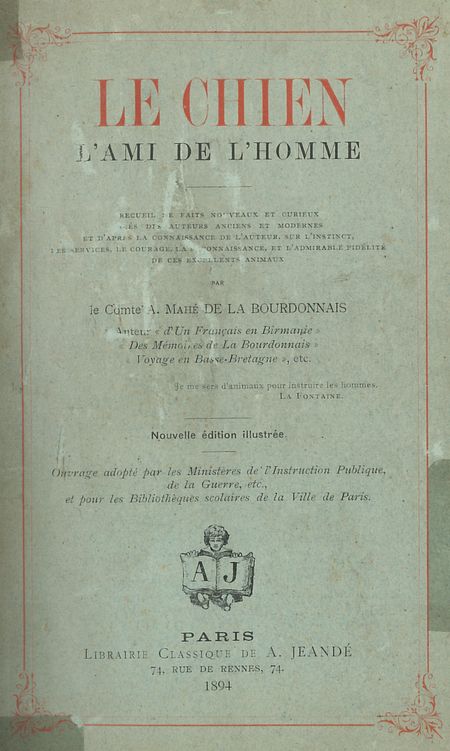 LE CHIEN
L'AMI DE L'HOMME
RECUEIL DE FAITS NOUVEAUX ET CURIEUX
DES AUTEURS ANCIENS ET MODERNES
ET D'APRÈS LA CONNAISSANCE DE L'AUTEUR, SUR L'INSTINCT,
LES SERVICES, LE COURAGE, LA RECONNAISSANCE, ET L'ADMIRABLE FIDÉLITÉ
DE CES EXCELLENTS ANIMAUX
PAR
le Comte A. MAHÉ DE LA BOURDONNAIS
Auteur « d'Un Français en Birmanie »
« Des Mémoires de La Bourdonnais »
« Voyage en Basse-Bretagne », etc.
Je me sers d'animaux pour instruire les hommes.
LA FONTAINE.
Nouvelle édition illustrée
Ouvrage adopté par les Ministères de l'Instruction Publique,
de la Guerre, etc.,
et pour les Bibliothèques scolaires de la Ville de Paris.
A J
PARIS
LIBRAIRIE CLASSIQUE DE A. JEANDÉ
74, RUE DE RENNES, 74.
1894